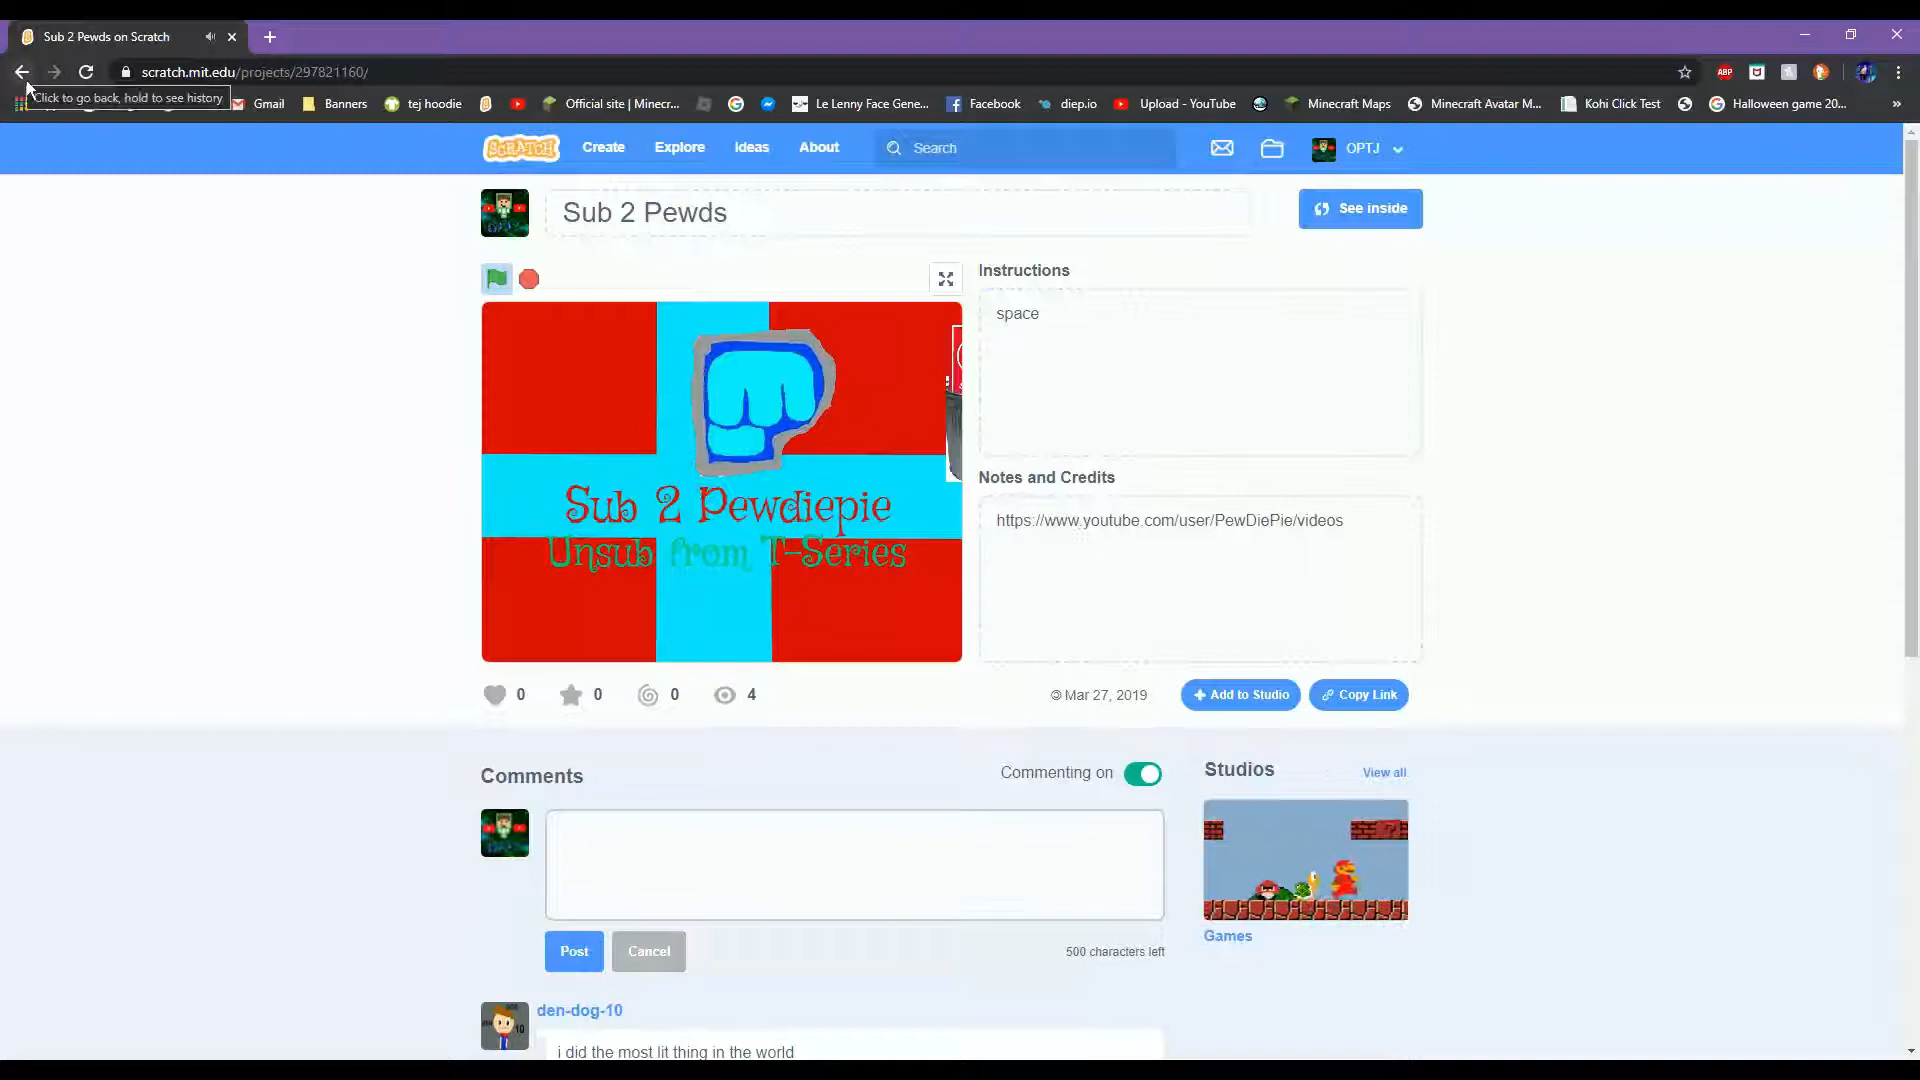 Sub 2 Pewds on Scratch
scratch.mit.edu/projects/297821160/
ABP
Click to go back, hold to see history
Gmail
Banners
tej hoodie
Official site | Minecr...
Le Lenny Face Gene...
Facebook
diep.io
Upload - YouTube
Minecraft Maps
Minecraft Avatar M...
Kohi Click Test
Halloween game 20...
»
SCRATCH
Create
Explore
Ideas
About
Search
OPTJ
Sub 2 Pewds
See inside
Instructions
space
Sub 2 Pewdiepie
Unsub from T-Series
Notes and Credits
https://www.youtube.com/user/PewDiePie/videos
0
0
0
4
© Mar 27, 2019
Add to Studio
Copy Link
Comments
Commenting on
Studios
View all
Post
Cancel
500 characters left
Games
den-dog-10
i did the most lit thing in the world